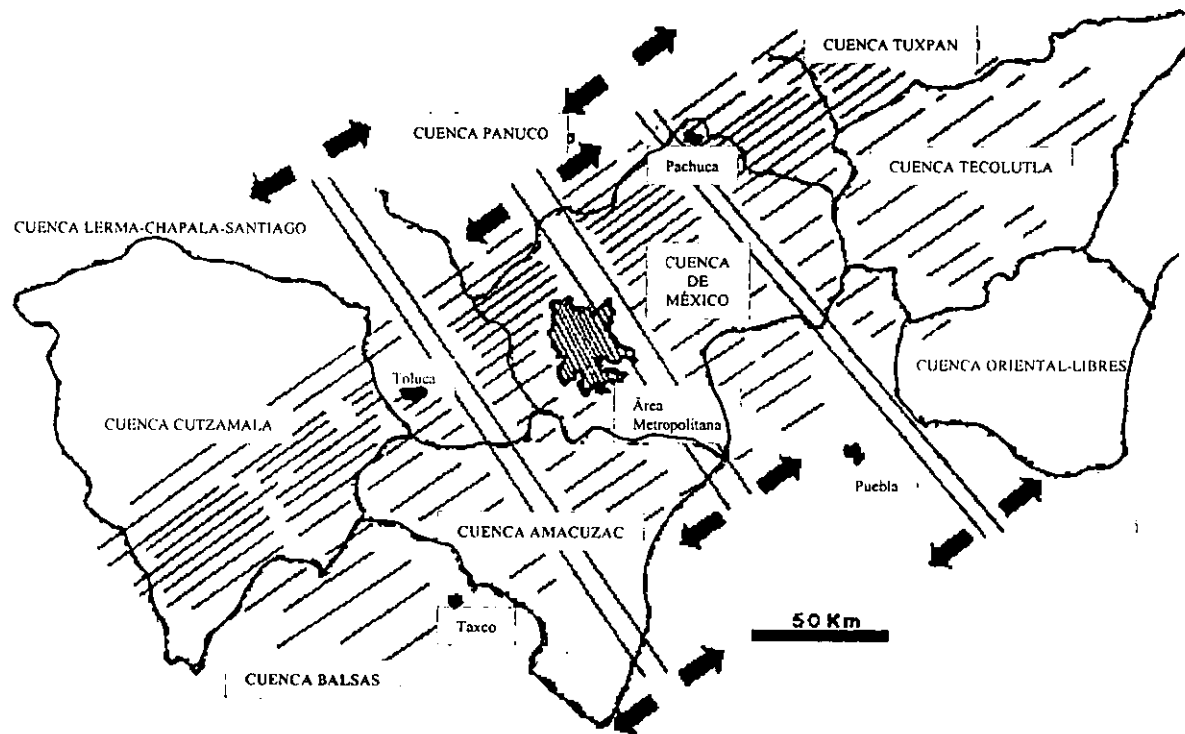 CUENCA TUXPAN
CUENCA PANUCO
Pachuca
CUENCA TECOLUTLA
CUENCA LERMA-CHAPALA-SANTIAGO
CUENCA
DE
MÉXICO
CUENCA ORIENTAL-LIBRES
Toluca
CUENCA CUTZAMALA
Área
Metropolitana
Puebla
CUENCA AMACUZAC
50 Km
Taxco
CUENCA BALSAS